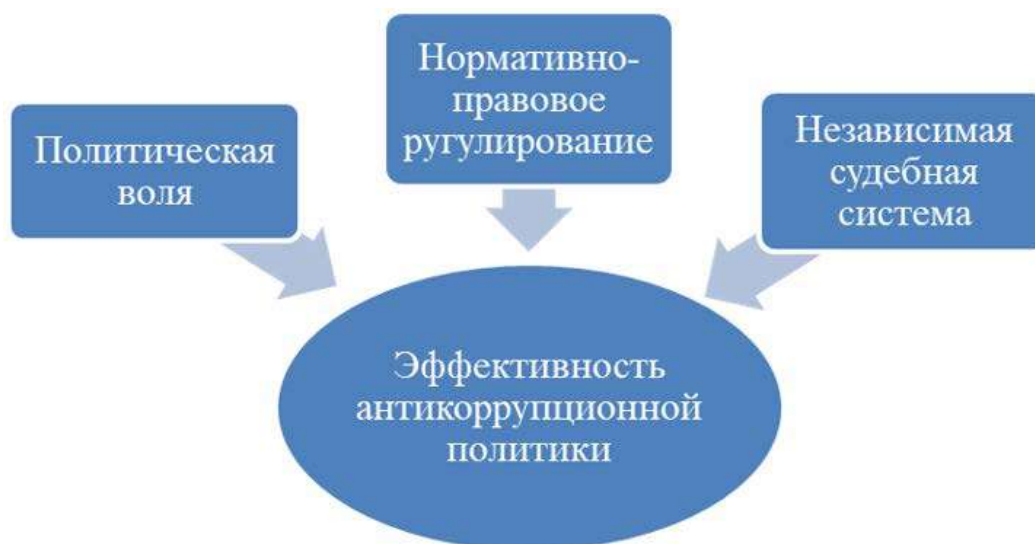 Политическая
воля
Нормативно-
правовое
ругулирование
Независимая
судебная
система
Эффективность
антикоррупционной
политики